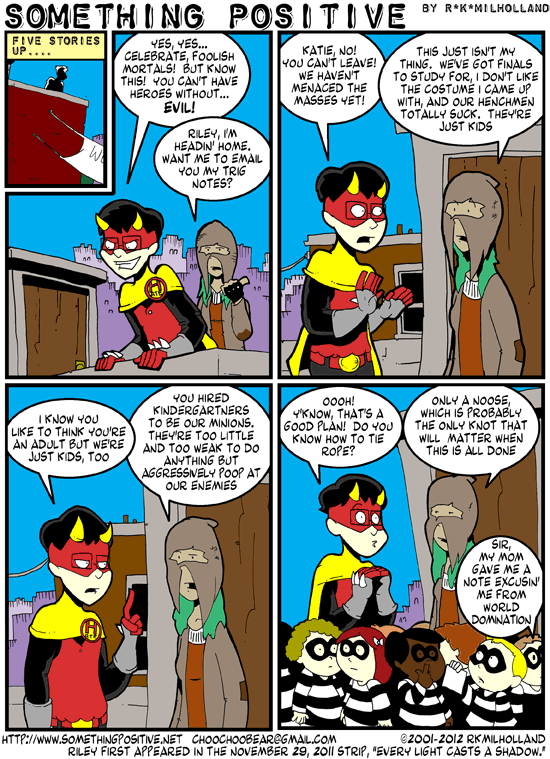 SOMETHING POSITIVE BY R*K*MILHOLLAND
FIVE STORIES
UP....
YES, YES...
CELEBRATE, FOOLISH
MORTALS! BUT KNOW
THIS! YOU CAN'T HAVE
HEROES WITHOUT...
EVIL!
RILEY, I'M
HEADIN' HOME.
WANT ME TO EMAIL
YOU MY TRIG
NOTES?
KATIE, NO!
YOU CAN'T LEAVE!
WE HAVEN'T
MENACED THE
MASSES YET!
THIS JUST ISN'T MY
THING. WE'VE GOT FINALS
TO STUDY FOR, I DON'T LIKE
THE COSTUME I CAME UP
WITH, AND OUR HENCHMEN
TOTALLY SUCK. THEY'RE
JUST KIDS
I KNOW YOU
LIKE TO THINK YOU'RE
AN ADULT BUT WE'RE
JUST KIDS, TOO
YOU HIRED
KINDERGARTNERS
TO BE OUR MINIONS.
THEY'RE TOO LITTLE
AND TOO WEAK TO DO
ANYTHING BUT
AGGRESSIVELY POOP AT
OUR ENEMIES
OOOH!
Y'KNOW, THAT'S A
GOOD PLAN! DO YOU
KNOW HOW TO TIE
ROPE?
ONLY A NOOSE,
WHICH IS PROBABLY
THE ONLY KNOT THAT
WILL MATTER WHEN
THIS IS ALL DONE
SIR,
MY MOM
GAVE ME A
NOTE EXCUSIN'
ME FROM
WORLD
DOMNATION
HTTP://WWW.SOMETHINGPOSITIVE.NET CHOOCHOOBEAR@GMAIL.COM ©2001-2012 RKMILHOLLAND
RILEY FIRST APPEARED IN THE NOVEMBER 29, 2011 STRIP, "EVERY LIGHT CASTS A SHADOW."